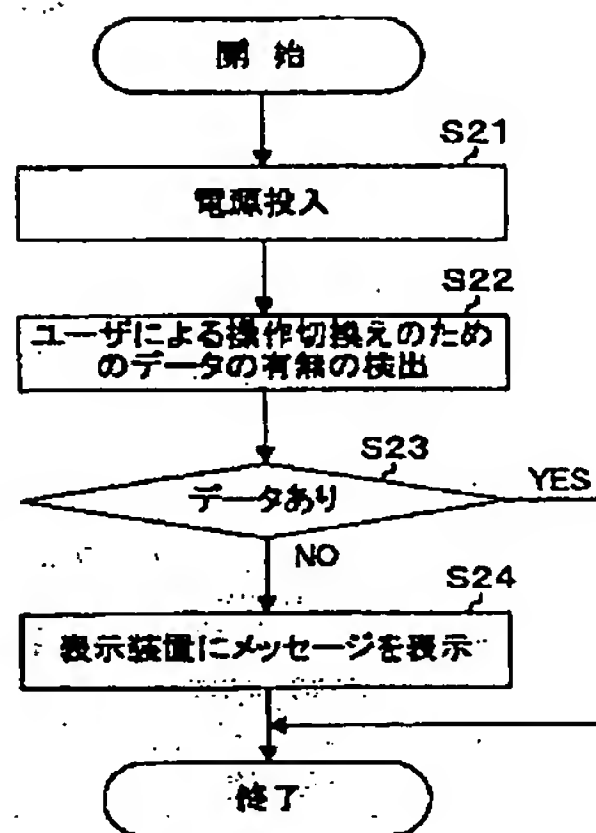 開始
S21
電源投入
S22
ユーザによる操作切換えのため
のデータの有無の検出
S23
データあり
YES
NO
S24
表示装置にメッセージを表示
終了